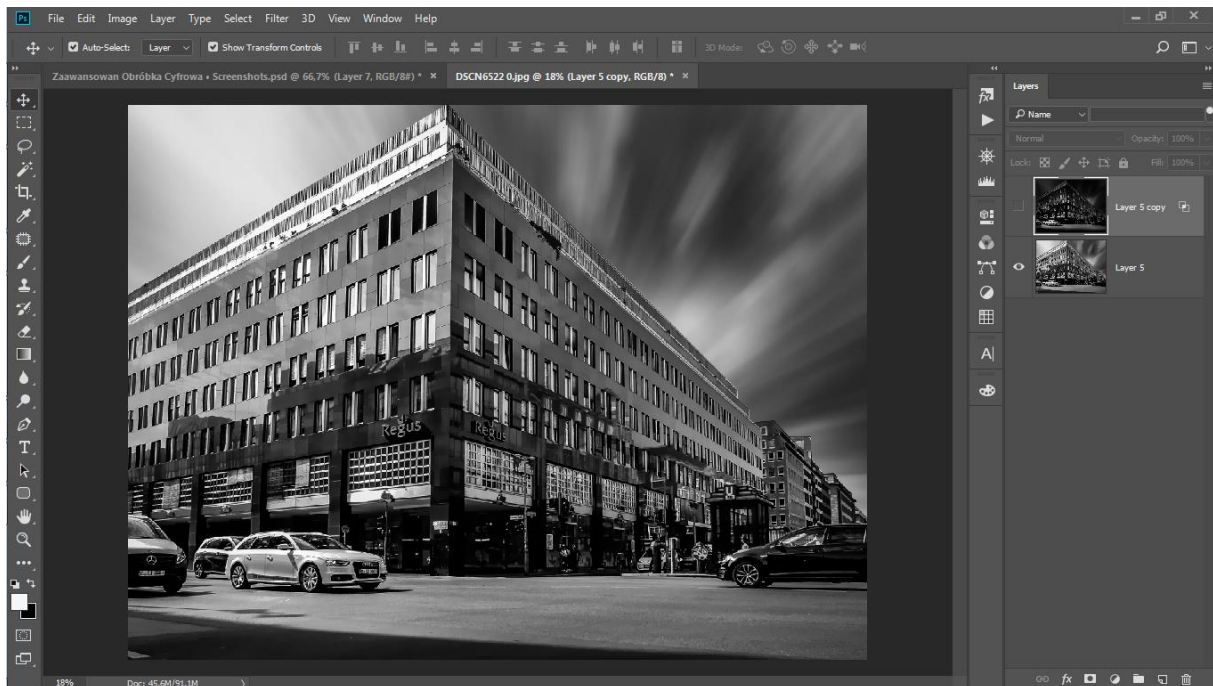 Ps File Edit Image Layer Type Select Filter 3D View Window Help
Auto-Select: Layer Show Transform Controls 3D Mode:
Zaawansowan Obróbka Cyfrowa • Screenshots.psd @ 66,7% (Layer 7, RGB/8#) * × DSCN6522 0.jpg @ 18% (Layer 5 copy, RGB/8) * ×
Layers
Name
Normal Opacity: 100%
Lock: Fill: 100%
Layer 5 copy
Layer 5
Regus Regus
U
18% Doc: 45,6M/91,1M